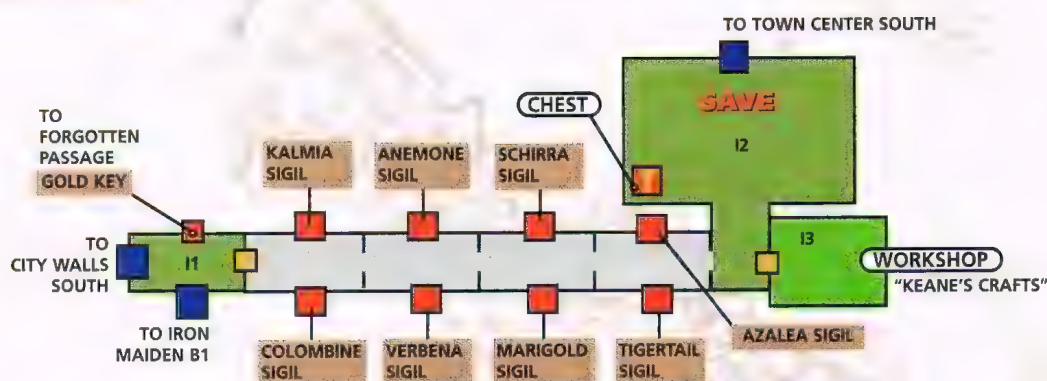 TO TOWN CENTER SOUTH
CHEST
SAVE
I2
TO
FORGOTTEN
PASSAGE
GOLD KEY
KALMIA
SIGIL
ANEMONE
SIGIL
SCHIRRA
SIGIL
TO
CITY WALLS
SOUTH
I1
I3
WORKSHOP
"KEANE'S CRAFTS"
TO IRON
MAIDEN B1
COLOMBINE
SIGIL
VERBENA
SIGIL
MARIGOLD
SIGIL
TIGERTAIL
SIGIL
AZALEA SIGIL